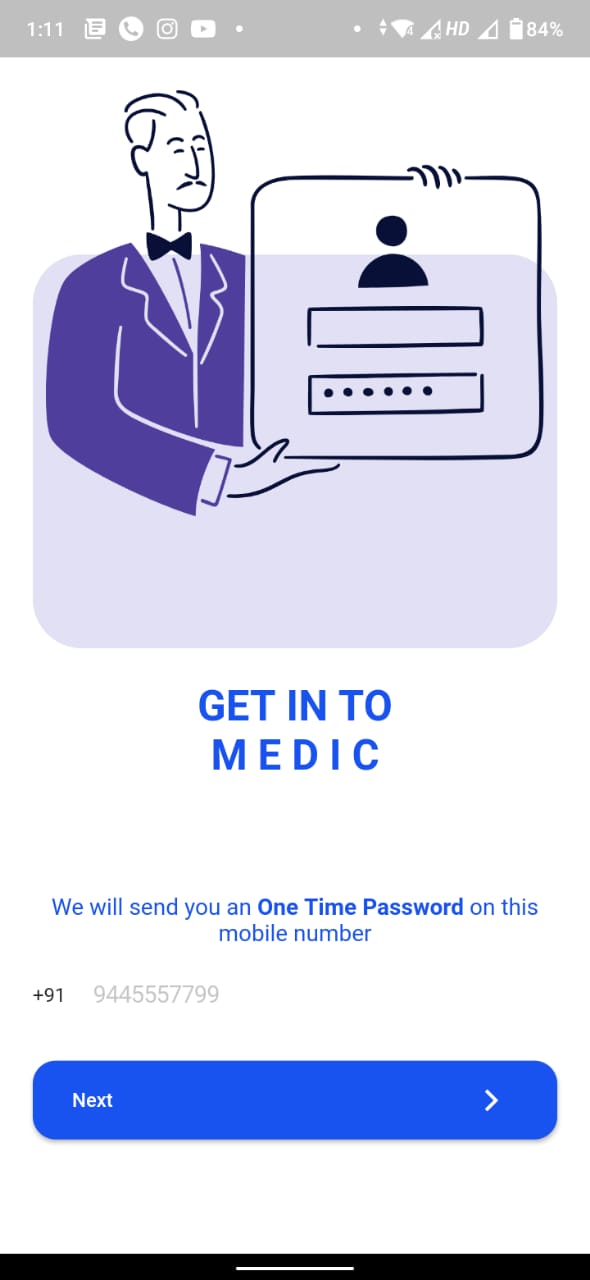 1:11 HD 84%
GET IN TO
M E D I C
We will send you an One Time Password on this
mobile number
+91 9445557799
Next